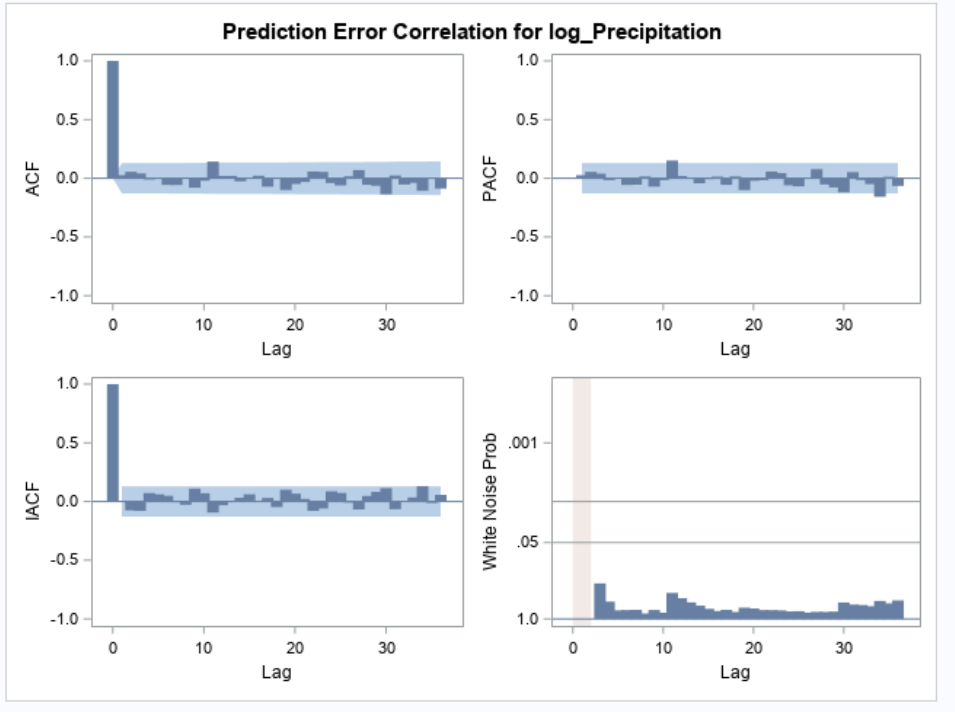 Prediction Error Correlation for log_Precipitation
1.0
0.5
0.0
-0.5
-1.0
ACF
0 10 20 30
Lag
1.0
0.5
0.0
-0.5
-1.0
PACF
0 10 20 30
Lag
1.0
0.5
0.0
-0.5
-1.0
IACF
0 10 20 30
Lag
.001
.05
1.0
White Noise Prob
0 10 20 30
Lag